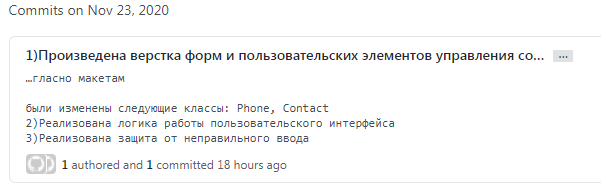 Commits on Nov 23, 2020
1)Произведена верстка форм и пользовательских элементов управления со... ...
...гласно макетам
были изменены следующие классы: Phone, Contact
2)Реализована логика работы пользовательского интерфейса
3)Реализована защита от неправильного ввода
1 authored and 1 committed 18 hours ago